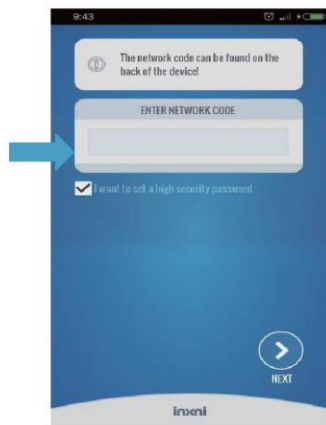 9:43
The network code can be found on the
back of the device!
ENTER NETWORK CODE
I want to set a high security password
NEXT
inxni